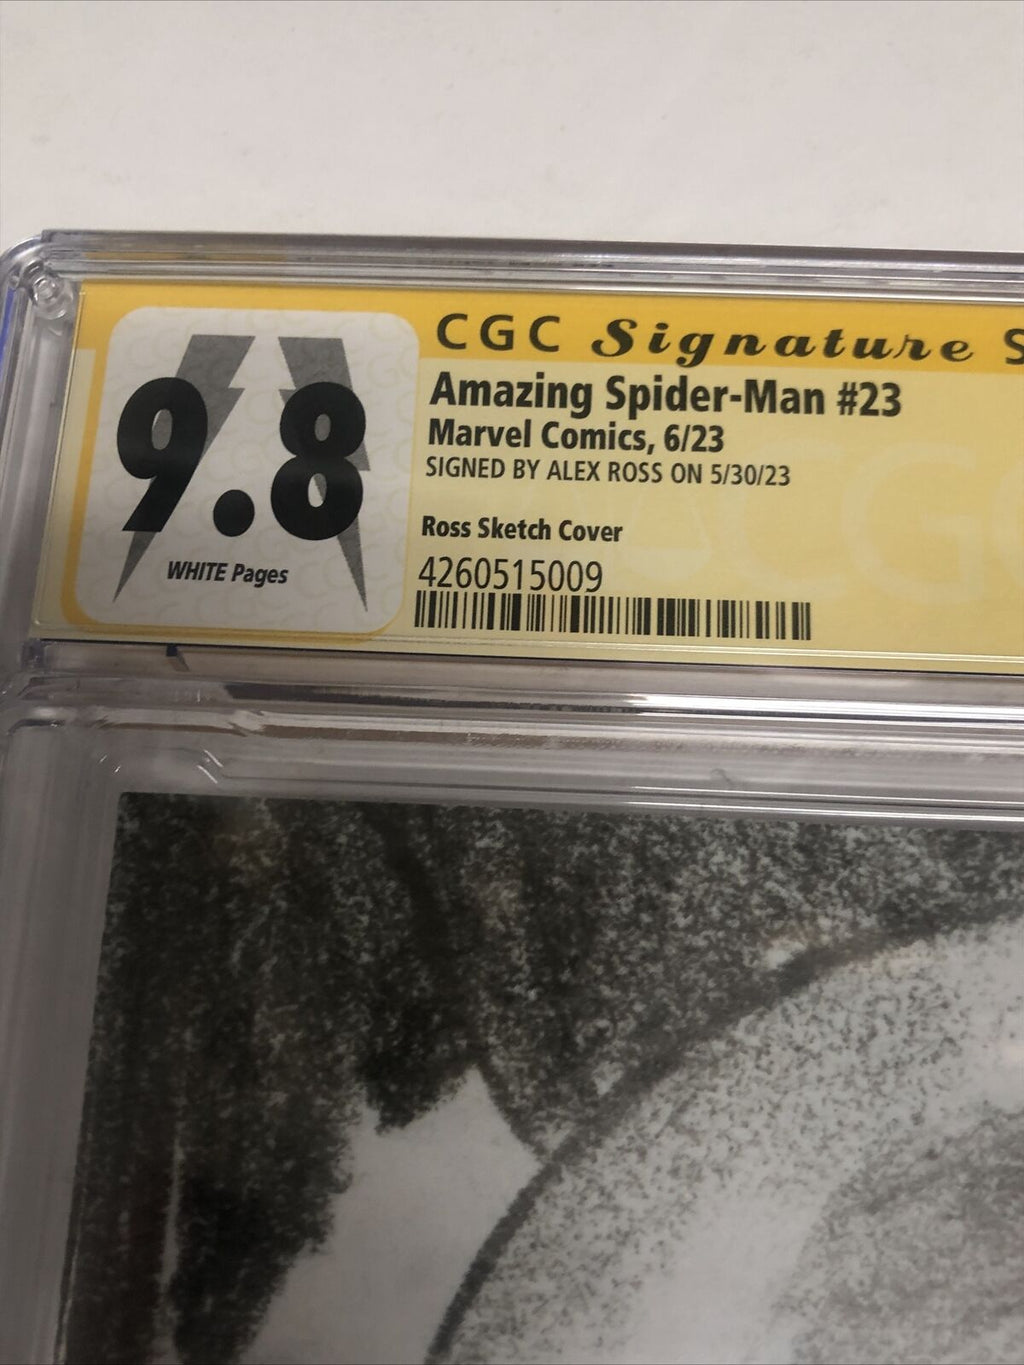 CGC Signature S
9.8
WHITE Pages
Amazing Spider-Man #23
Marvel Comics, 6/23
SIGNED BY ALEX ROSS ON 5/30/23
Ross Sketch Cover
4260515009